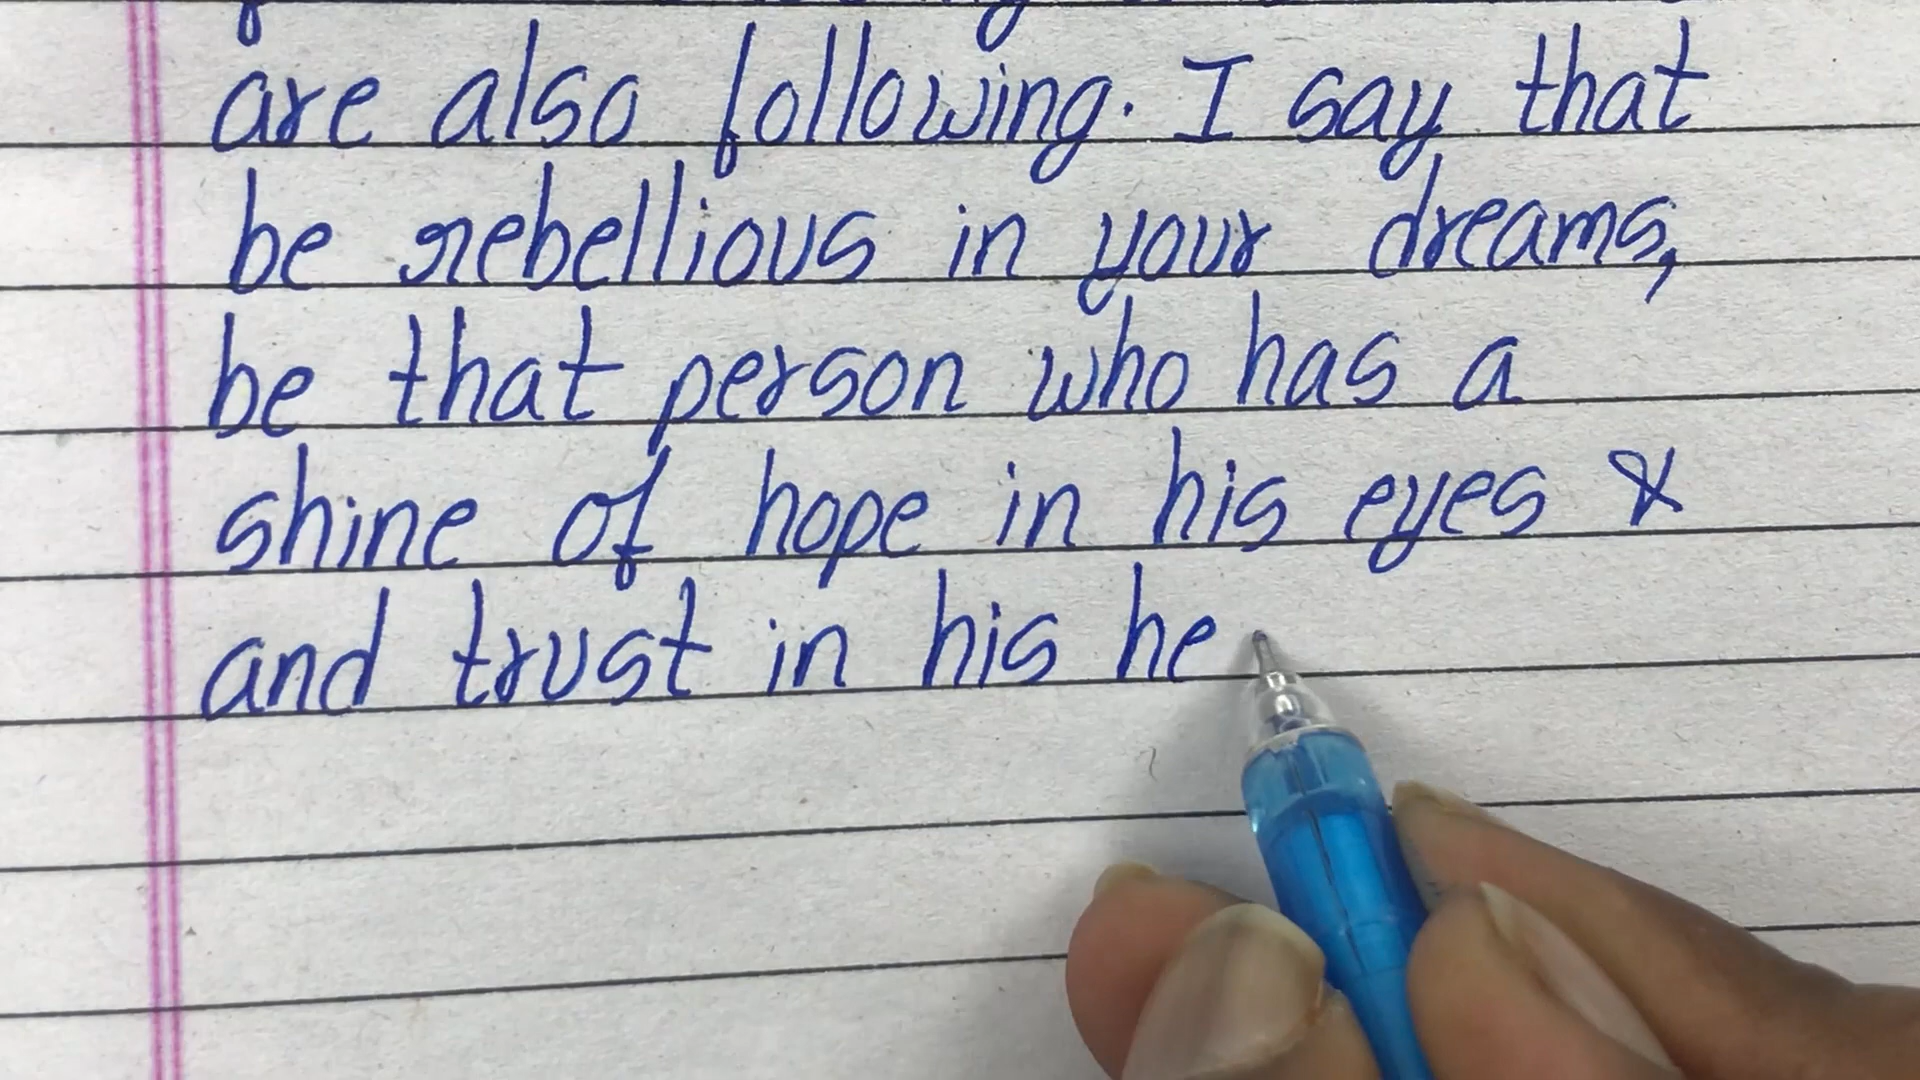 are also following. I say that
be rebellious in your dreams,
be that person who has a
shine of hope in his eyes &
and trust in his he